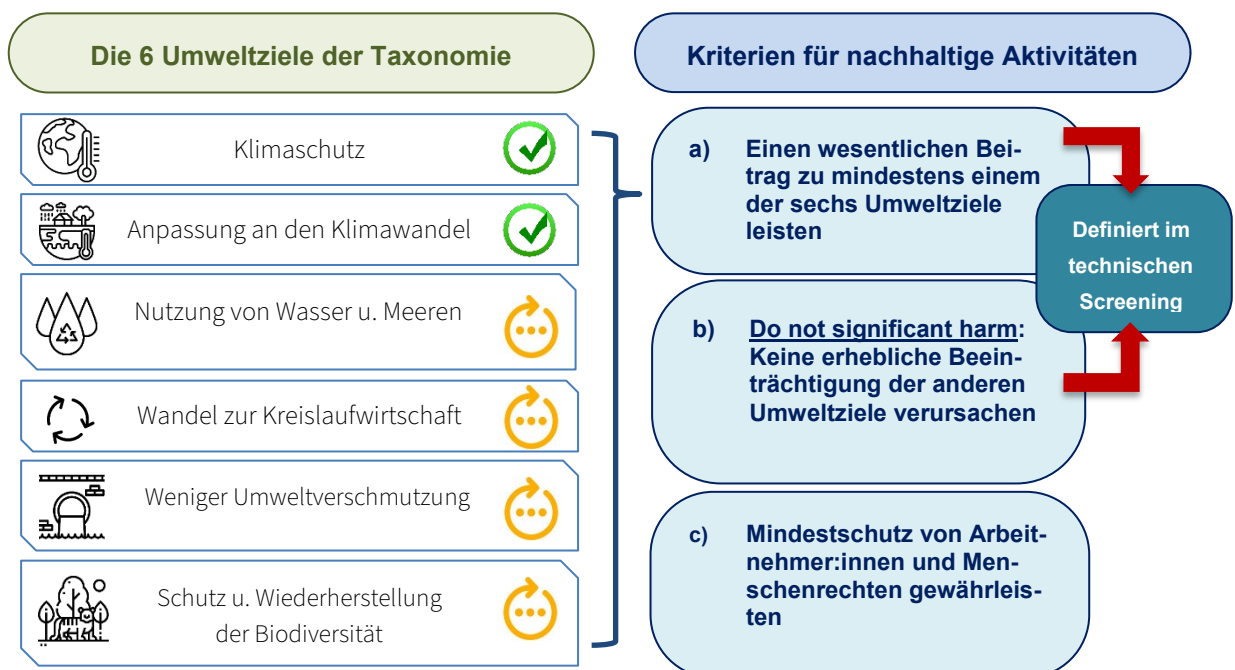 Die 6 Umweltziele der Taxonomie
Klimaschutz
Anpassung an den Klimawandel
Nutzung von Wasser u. Meeren
Wandel zur Kreislaufwirtschaft
Weniger Umweltverschmutzung
Schutz u. Wiederherstellung
der Biodiversität
Kriterien für nachhaltige Aktivitäten
a) Einen wesentlichen Bei-
trag zu mindestens einem
der sechs Umweltziele
leisten
b) Do not significant harm:
Keine erhebliche Beein-
trächtigung der anderen
Umweltziele verursachen
c) Mindestschutz von Arbeit-
nehmer:innen und Men-
schenrechten gewährleis-
ten
Definiert im
technischen
Screening